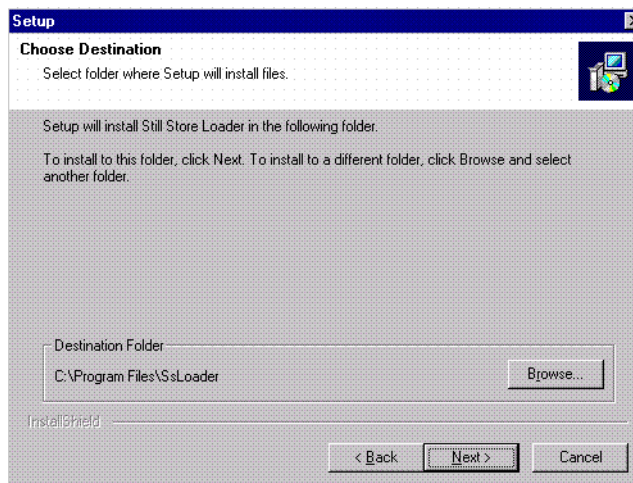 Setup
Choose Destination
Select folder where Setup will install files.
Setup will install Still Store Loader in the following folder.
To install to this folder, click Next. To install to a different folder, click Browse and select
another folder.
Destination Folder
C:\Program Files\SsLoader
Browse...
InstallShield
< Back
Next >
Cancel